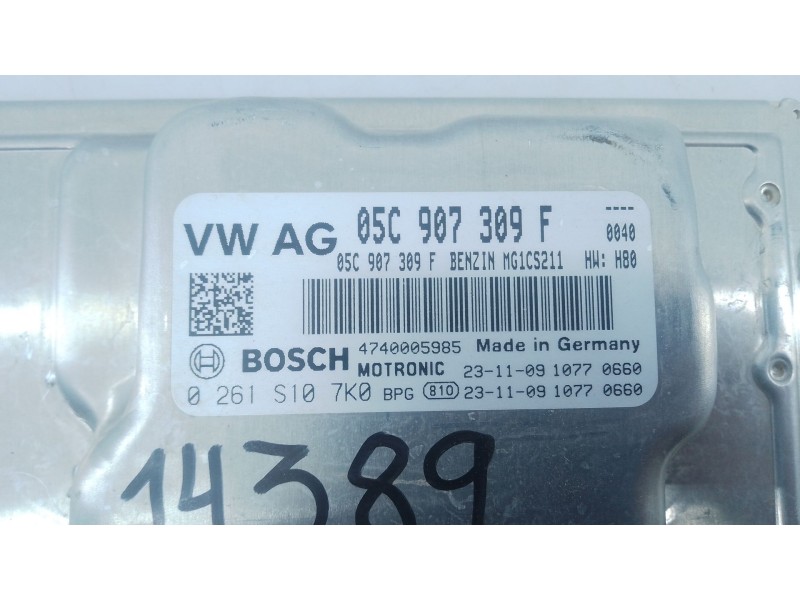 VW AG 05C 907 309 F ----
0040
05C 907 309 F BENZIN MG1CS211 HW: H80
BOSCH 4740005985 Made in Germany
MOTRONIC 23-11-09 1077 0660
0 261 S10 7K0 BPG 810 23-11-09 1077 0660
14389